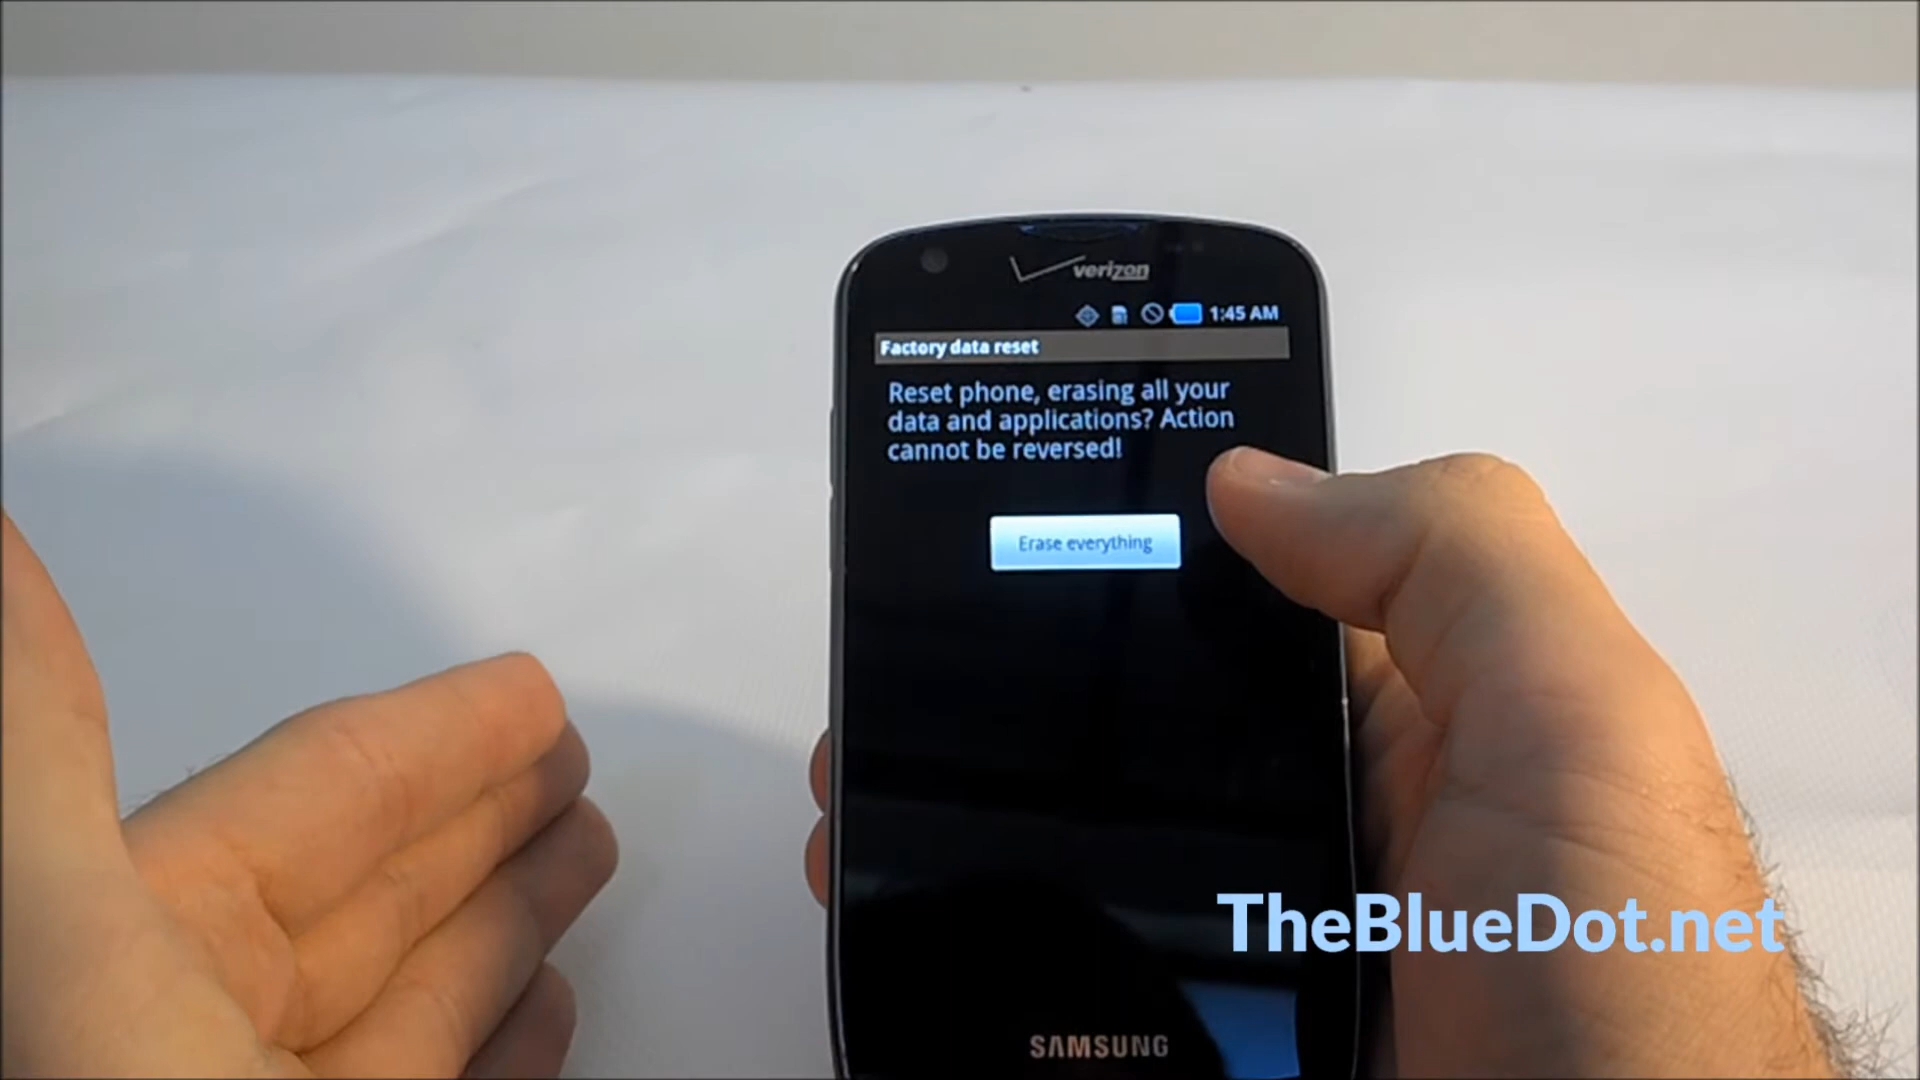 verizon
1:45 AM
Factory data reset
Reset phone, erasing all your
data and applications? Action
cannot be reversed!
Erase everything
TheBlueDot.net
SAMSUNG